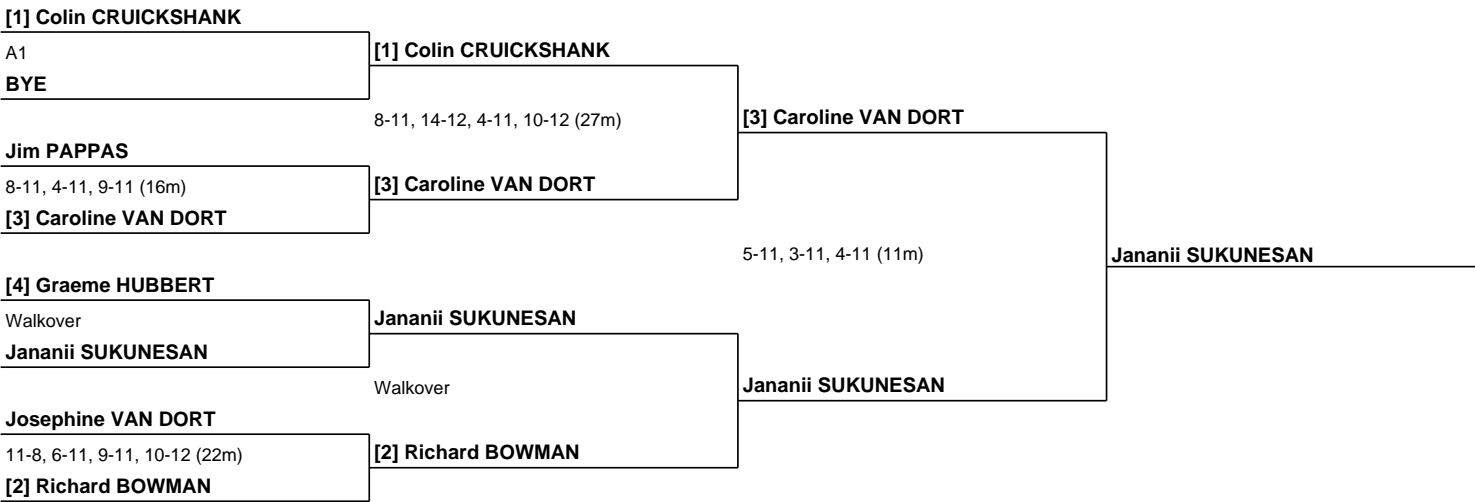 [1] Colin CRUICKSHANK
A1
BYE
[1] Colin CRUICKSHANK
8-11, 14-12, 4-11, 10-12 (27m)
[3] Caroline VAN DORT
Jim PAPPAS
8-11, 4-11, 9-11 (16m)
[3] Caroline VAN DORT
[3] Caroline VAN DORT
5-11, 3-11, 4-11 (11m)
Jananii SUKUNESAN
[4] Graeme HUBBERT
Walkover
Jananii SUKUNESAN
Jananii SUKUNESAN
Walkover
Jananii SUKUNESAN
Josephine VAN DORT
11-8, 6-11, 9-11, 10-12 (22m)
[2] Richard BOWMAN
[2] Richard BOWMAN